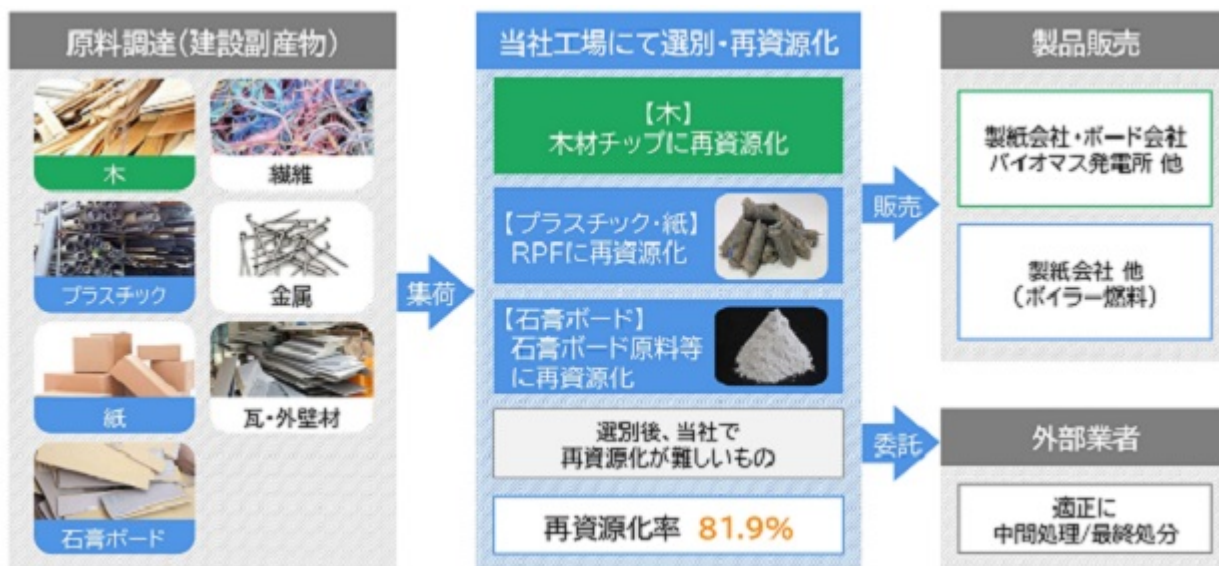 原料調達(建設副産物)
木
繊維
プラスチック
金属
紙
瓦・外壁材
石膏ボード
集荷
当社工場にて選別・再資源化
【木】
木材チップに再資源化
【プラスチック・紙】
RPFに再資源化
【石膏ボード】
石膏ボード原料等
に再資源化
選別後、当社で
再資源化が難しいもの
再資源化率 81.9%
販売
製品販売
製紙会社・ボード会社
バイオマス発電所 他
製紙会社 他
(ボイラー燃料)
委託
外部業者
適正に
中間処理/最終処分